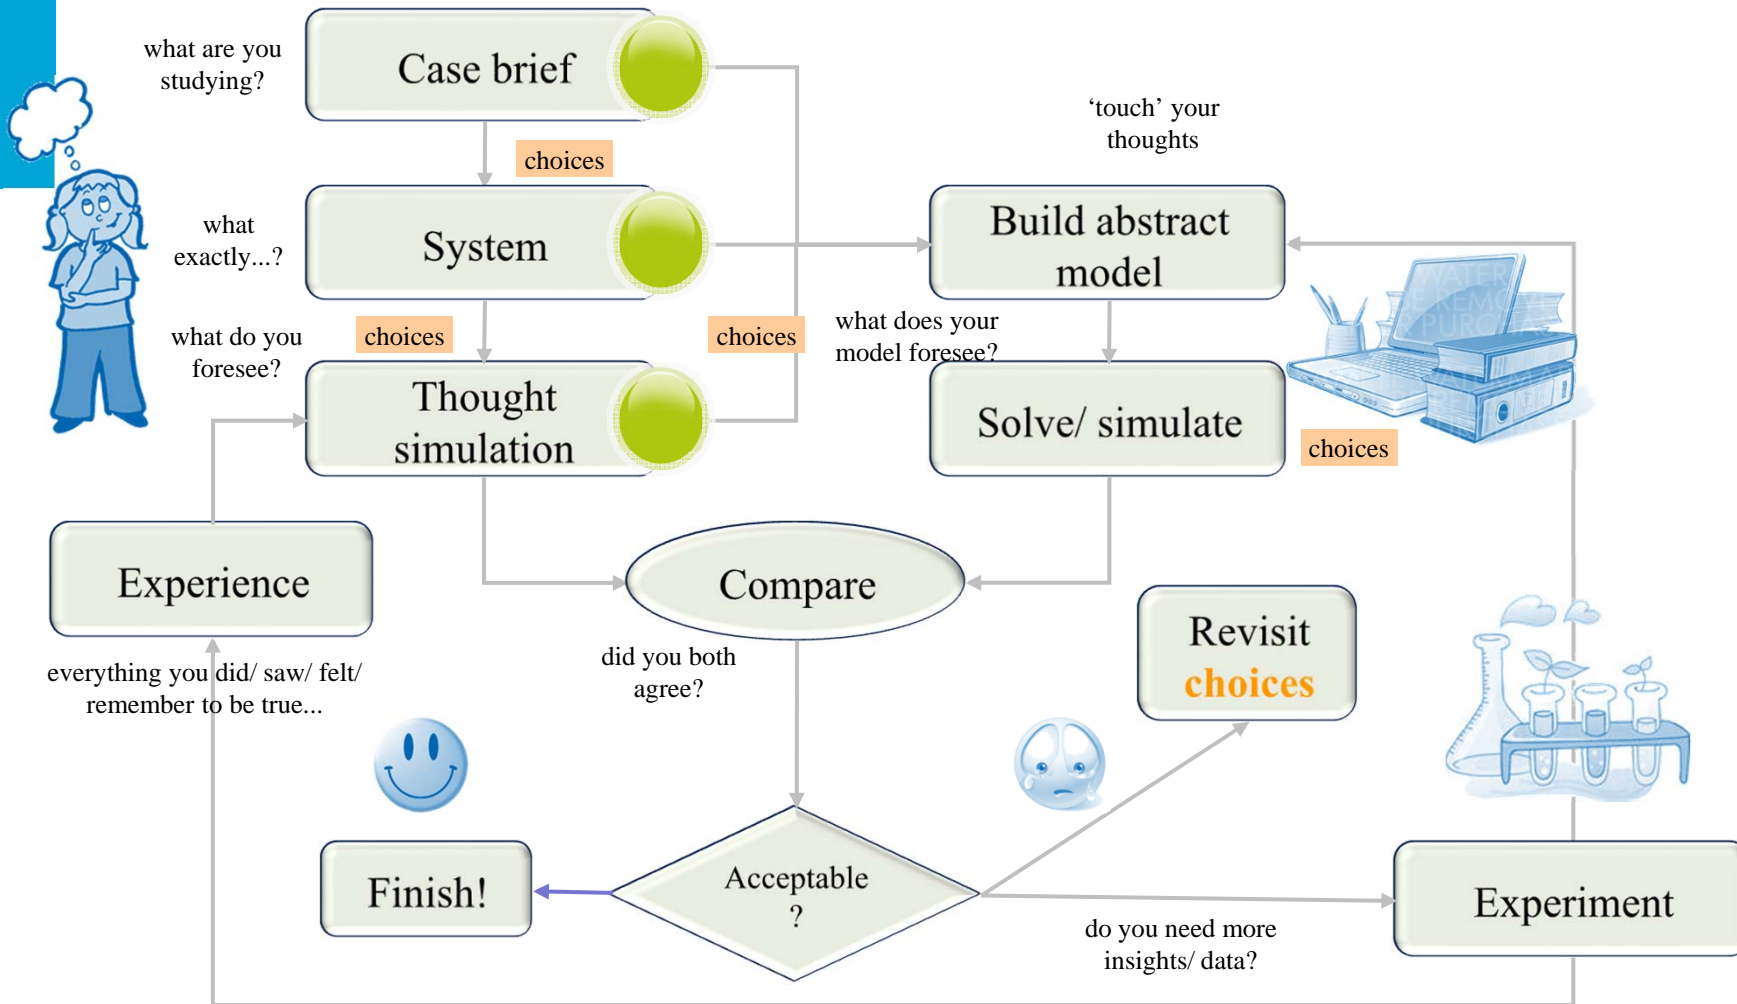 what are you
studying?
Case brief
choices
‘touch’ your
thoughts
what
exactly...?
System
Build abstract
model
what do you
foresee?
choices
choices
what does your
model foresee?
Thought
simulation
Solve/ simulate
choices
Experience
Compare
Revisit
choices
everything you did/ saw/ felt/
remember to be true...
did you both
agree?
Finish!
Acceptable
?
do you need more
insights/ data?
Experiment